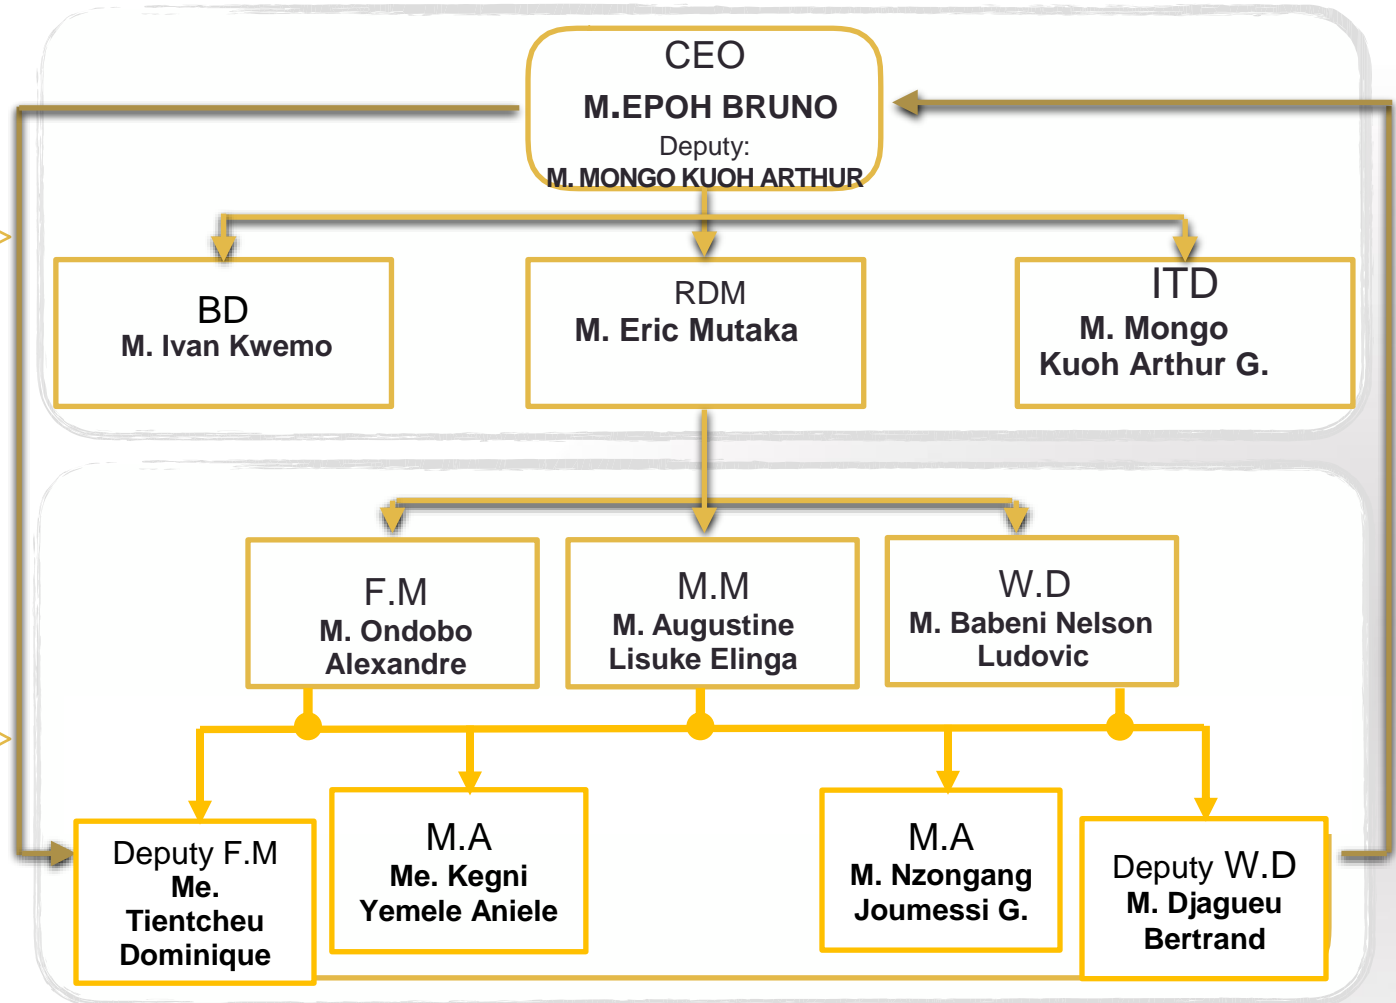 CEO
M.EPOH BRUNO
Deputy:
M. MONGO KUOH ARTHUR
BD
M. Ivan Kwemo
RDM
M. Eric Mutaka
ITD
M. Mongo
Kuoh Arthur G.
F.M
M. Ondobo
Alexandre
M.M
M. Augustine
Lisuke Elinga
W.D
M. Babeni Nelson
Ludovic
Deputy F.M
Me.
Tientcheu
Dominique
M.A
Me. Kegni
Yemele Aniele
M.A
M. Nzongang
Joumessi G.
Deputy W.D
M. Djagueu
Bertrand